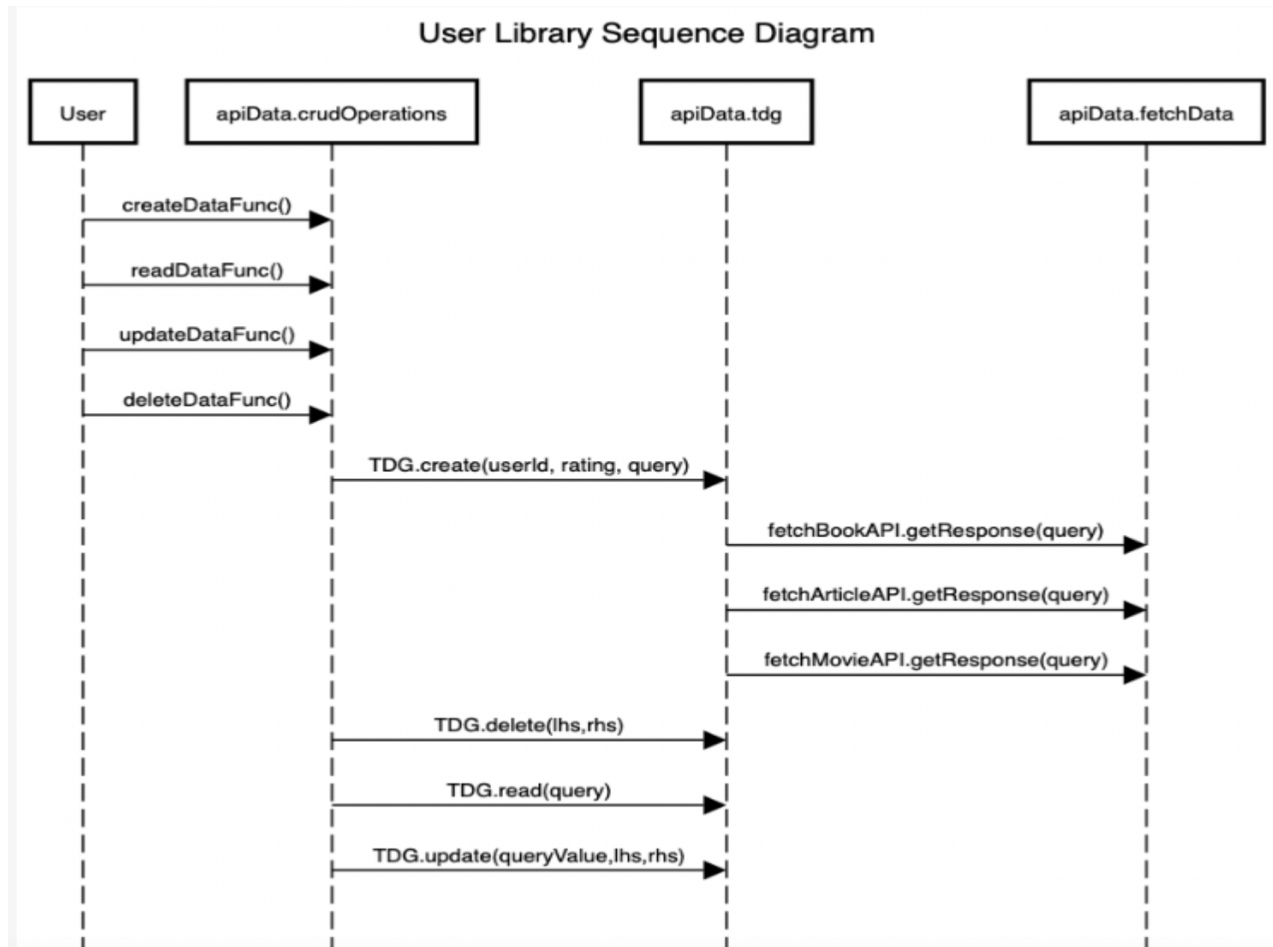 User Library Sequence Diagram
User
apiData.crudOperations
apiData.tdg
apiData.fetchData
createDataFunc()
readDataFunc()
updateDataFunc()
deleteDataFunc()
TDG.create(userId, rating, query)
fetchBookAPI.getResponse(query)
fetchArticleAPI.getResponse(query)
fetchMovieAPI.getResponse(query)
TDG.delete(lhs,rhs)
TDG.read(query)
TDG.update(queryValue,lhs,rhs)